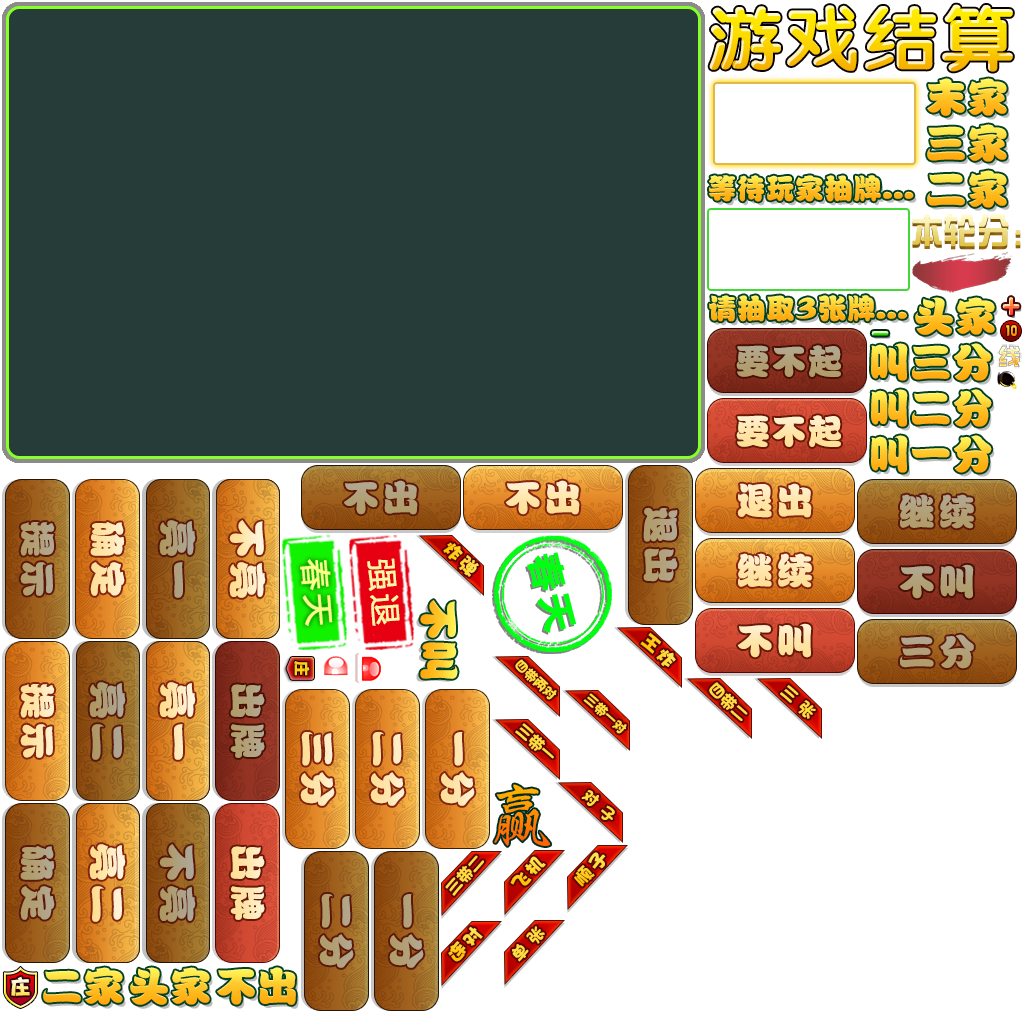 游戏结算
末家
三家
二家
等待玩家抽牌...
本轮分:
请抽取3张牌...
头家
+
10
线
要不起
叫三分
要不起
叫二分
叫一分
不出
不出
退出
退出
继续
继续
不叫
不叫
三分
提示
确定
亮一
不亮
春天
强退
炸弹
春天
不叫
王炸
庄
四带两对
三带一对
四带二
三张
提示
亮二
亮一
出牌
三分
二分
一分
三带一
对子
赢
确定
亮二
不亮
出牌
二分
一分
三带二
飞机
顺子
单张
庄
二家
头家
不出